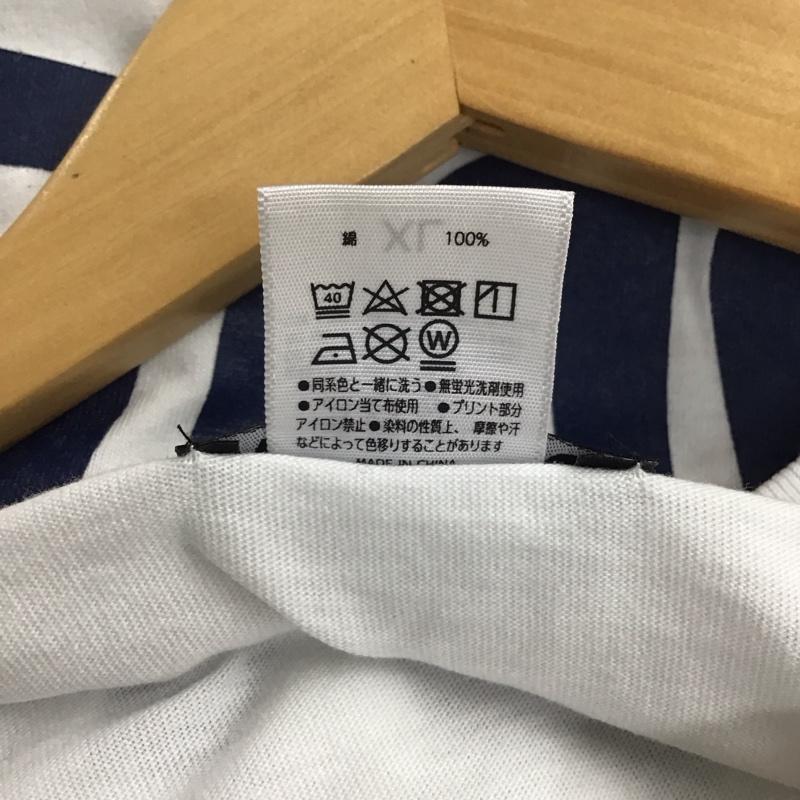 綿 XL 100%
40
W
●同系色と一緒に洗う●無蛍光洗剤使用
●アイロン当て布使用 ●プリント部分
アイロン禁止●染料の性質上、摩擦や汗
などによって色移りすることがあります
MADE IN CHINA